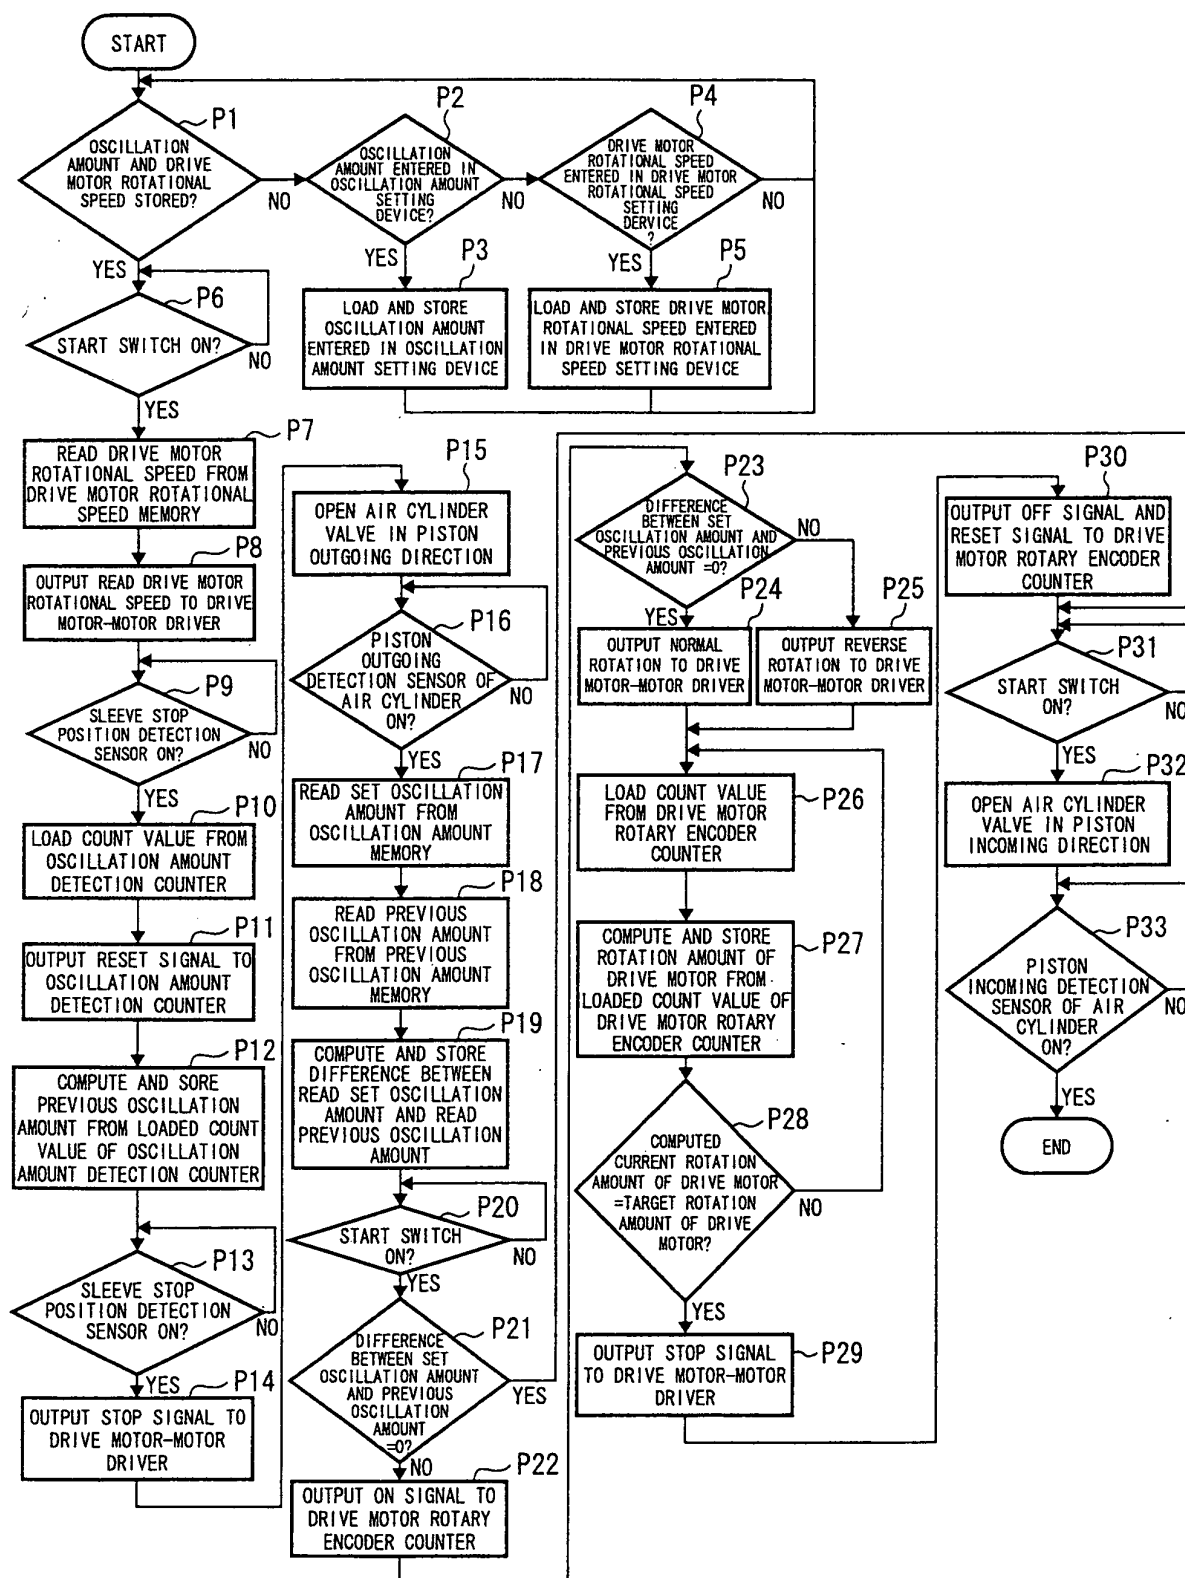 START
P1
OSCILLATION
AMOUNT AND DRIVE
MOTOR ROTATIONAL
SPEED STORED?
NO
YES
P2
OSCILLATION
AMOUNT ENTERED IN
OSCILLATION AMOUNT
SETTING
DEVICE?
NO
YES
P4
DRIVE MOTOR
ROTATIONAL SPEED
ENTERED IN DRIVE MOTOR
ROTATIONAL SPEED
SETTING
DERVICE
?
NO
YES
P3
LOAD AND STORE
OSCILLATION AMOUNT
ENTERED IN OSCILLATION
AMOUNT SETTING DEVICE
P5
LOAD AND STORE DRIVE MOTOR
ROTATIONAL SPEED ENTERED
IN DRIVE MOTOR ROTATIONAL
SPEED SETTING DEVICE
P6
START SWITCH ON?
NO
YES
P7
READ DRIVE MOTOR
ROTATIONAL SPEED FROM
DRIVE MOTOR ROTATIONAL
SPEED MEMORY
P8
OUTPUT READ DRIVE MOTOR
ROTATIONAL SPEED TO DRIVE
MOTOR-MOTOR DRIVER
P9
SLEEVE STOP
POSITION DETECTION
SENSOR ON?
NO
YES
P10
LOAD COUNT VALUE FROM
OSCILLATION AMOUNT
DETECTION COUNTER
P11
OUTPUT RESET SIGNAL TO
OSCILLATION AMOUNT
DETECTION COUNTER
P12
COMPUTE AND SORE
PREVIOUS OSCILLATION
AMOUNT FROM LOADED COUNT
VALUE OF OSCILLATION
AMOUNT DETECTION COUNTER
P13
SLEEVE STOP
POSITION DETECTION
SENSOR ON?
NO
YES
P14
OUTPUT STOP SIGNAL TO
DRIVE MOTOR-MOTOR
DRIVER
P15
OPEN AIR CYLINDER
VALVE IN PISTON
OUTGOING DIRECTION
P16
PISTON
OUTGOING
DETECTION SENSOR OF
AIR CYLINDER
ON?
NO
YES
P17
READ SET OSCILLATION
AMOUNT FROM
OSCILLATION AMOUNT
MEMORY
P18
READ PREVIOUS
OSCILLATION AMOUNT
FROM PREVIOUS
OSCILLATION AMOUNT
MEMORY
P19
COMPUTE AND STORE
DIFFERENCE BETWEEN
READ SET OSCILLATION
AMOUNT AND READ
PREVIOUS OSCILLATION
AMOUNT
P20
START SWITCH
ON?
NO
YES
P21
DIFFERENCE
BETWEEN SET
OSCILLATION AMOUNT
AND PREVIOUS
OSCILLATION
AMOUNT
=0?
YES
NO
P22
OUTPUT ON SIGNAL TO
DRIVE MOTOR ROTARY
ENCODER COUNTER
P23
DIFFERENCE
BETWEEN SET
OSCILLATION AMOUNT AND
PREVIOUS OSCILLATION
AMOUNT =0?
NO
YES
P24
OUTPUT NORMAL
ROTATION TO DRIVE
MOTOR-MOTOR DRIVER
P25
OUTPUT REVERSE
ROTATION TO DRIVE
MOTOR-MOTOR DRIVER
P26
LOAD COUNT VALUE
FROM DRIVE MOTOR
ROTARY ENCODER
COUNTER
P27
COMPUTE AND STORE
ROTATION AMOUNT OF
DRIVE MOTOR FROM
LOADED COUNT VALUE OF
DRIVE MOTOR ROTARY
ENCODER COUNTER
P28
COMPUTED
CURRENT ROTATION
AMOUNT OF DRIVE MOTOR
=TARGET ROTATION
AMOUNT OF DRIVE
MOTOR?
NO
YES
P29
OUTPUT STOP SIGNAL
TO DRIVE MOTOR-MOTOR
DRIVER
P30
OUTPUT OFF SIGNAL AND
RESET SIGNAL TO DRIVE
MOTOR ROTARY ENCODER
COUNTER
P31
START SWITCH
ON?
NO
YES
P32
OPEN AIR CYLINDER
VALVE IN PISTON
INCOMING DIRECTION
P33
PISTON
INCOMING DETECTION
SENSOR OF AIR
CYLINDER
ON?
NO
YES
END